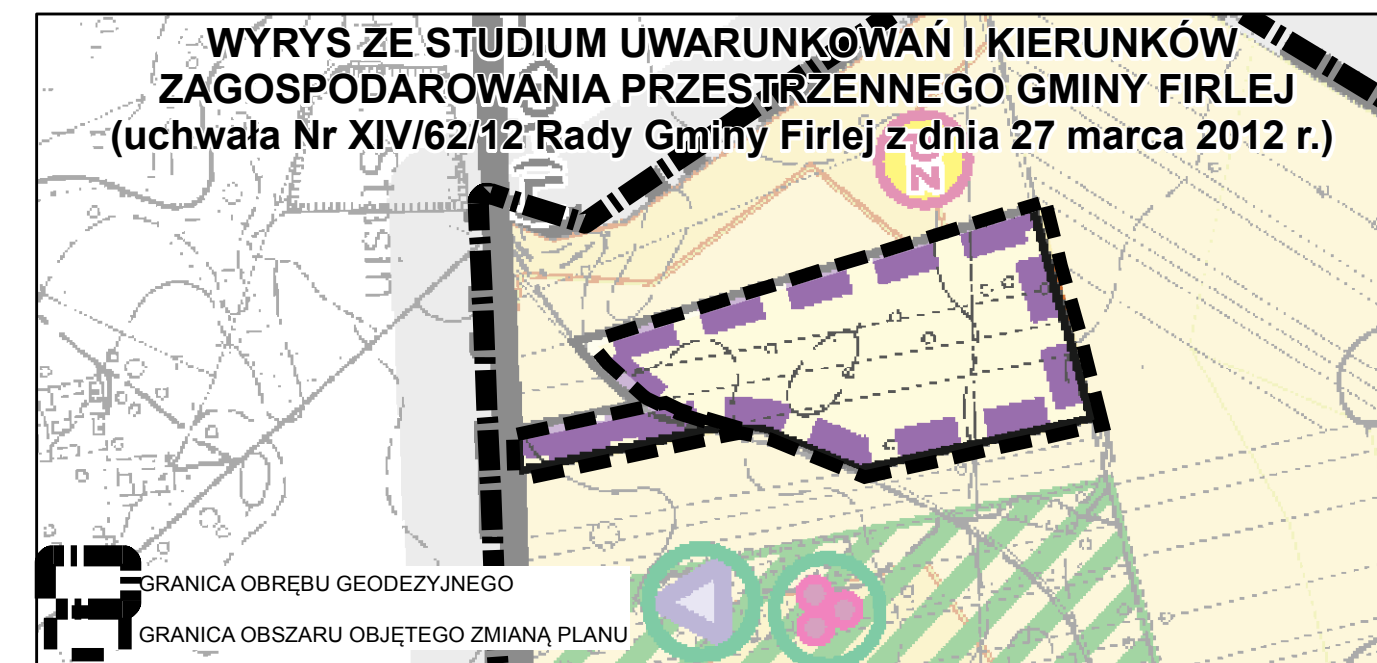 WYRYS ZE STUDIUM UWARUNKOWAŃ I KIERUNKÓW
ZAGOSPODAROWANIA PRZESTRZENNEGO GMINY FIRLEJ
(uchwała Nr XIV/62/12 Rady Gminy Firlej z dnia 27 marca 2012 r.)
Stasin
GRANICA OBRĘBU GEODEZYJNEGO
GRANICA OBSZARU OBJĘTEGO ZMIANĄ PLANU